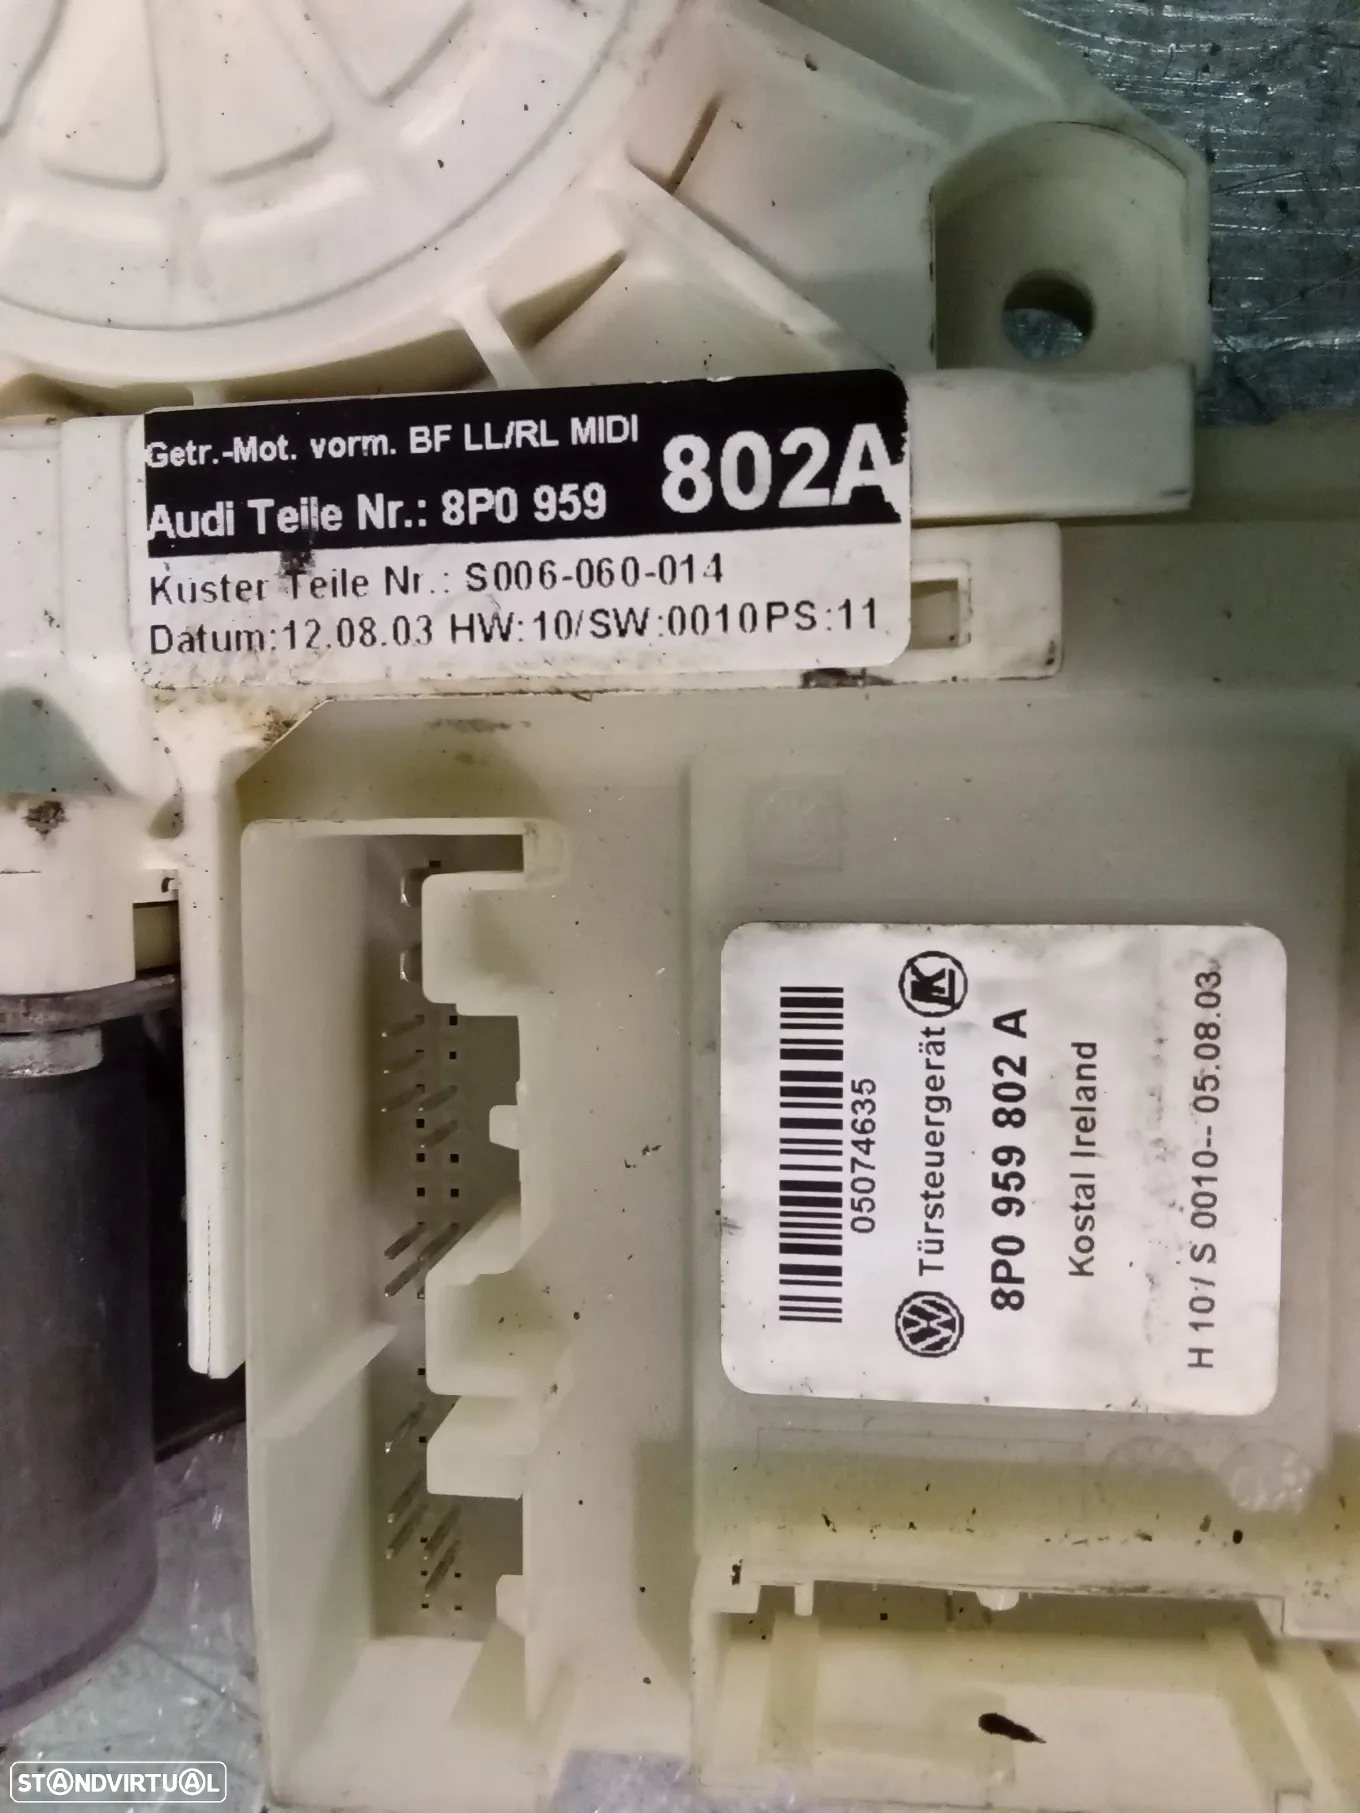 Getr.-Mot. vorm. BF LL/RL MIDI
Audi Teile Nr.: 8P0 959 802A
Kuster Teile Nr.: S006-060-014
Datum:12.08.03 HW:10/SW:0010PS:11
05074635
Türsteuergerät
8P0 959 802 A
Kostal Ireland
H 10 / S 0010-- 05.08.03
STANDVIRTUAL